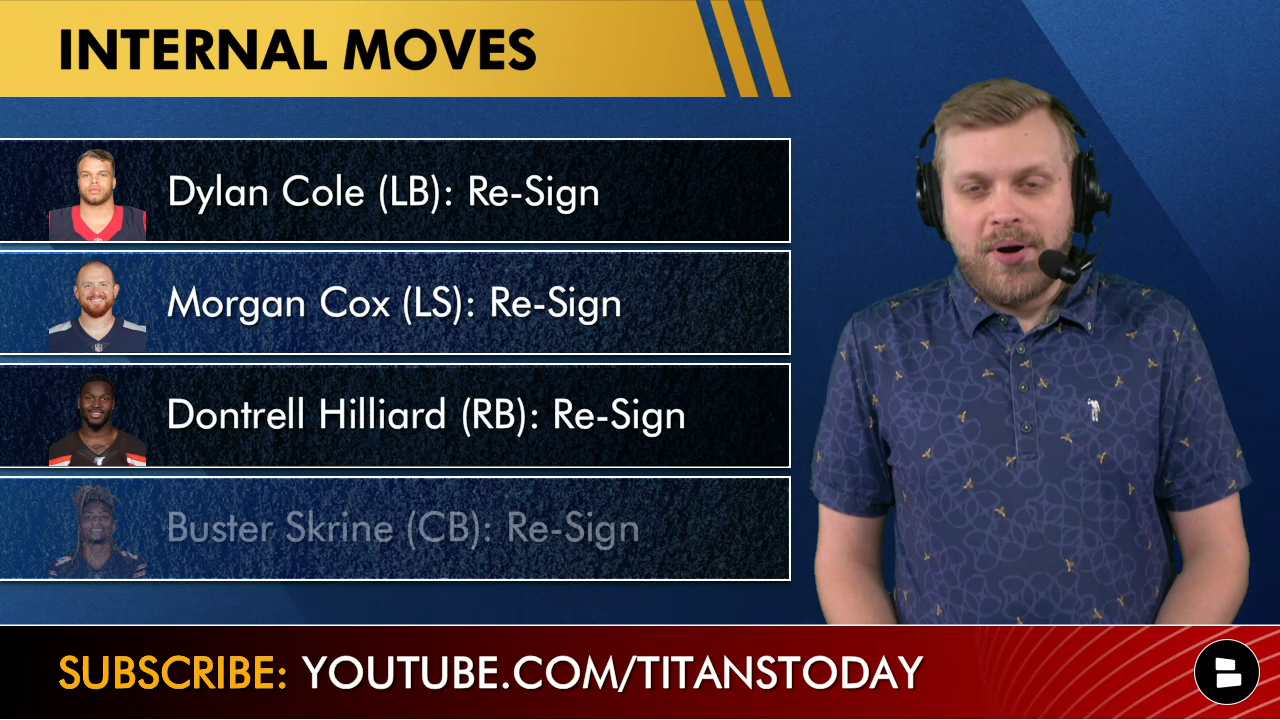 INTERNAL MOVES
Dylan Cole (LB): Re-Sign
Morgan Cox (LS): Re-Sign
Dontrell Hilliard (RB): Re-Sign
Buster Skrine (CB): Re-Sign
SUBSCRIBE: YOUTUBE.COM/TITANSTODAY